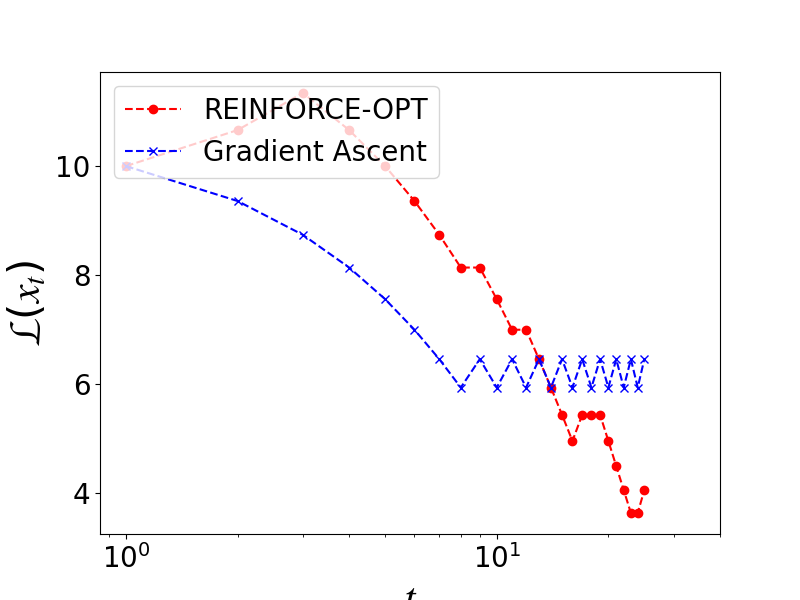 REINFORCE-OPT
Gradient Ascent
10
8
6
4
ℒ(x_t)
10^0
10^1
t